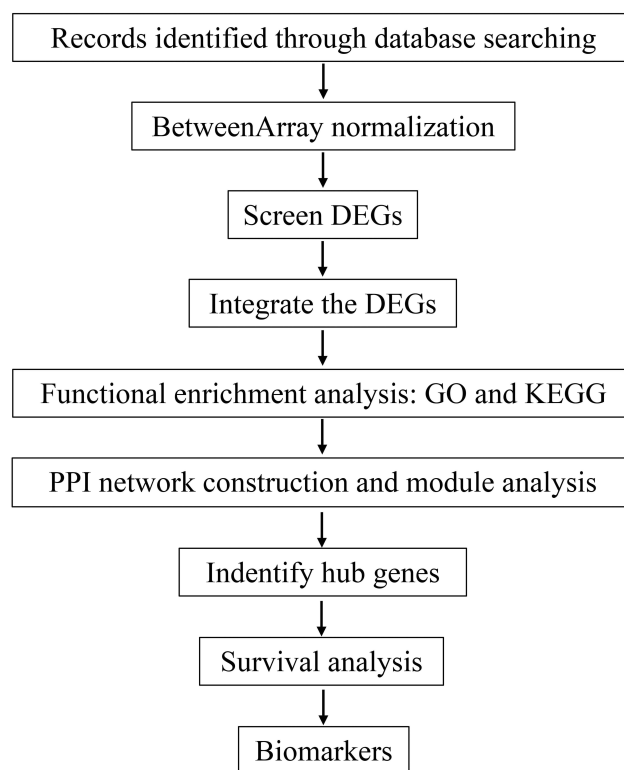 Records identified through database searching
BetweenArray normalization
Screen DEGs
Integrate the DEGs
Functional enrichment analysis: GO and KEGG
PPI network construction and module analysis
Indentify hub genes
Survival analysis
Biomarkers